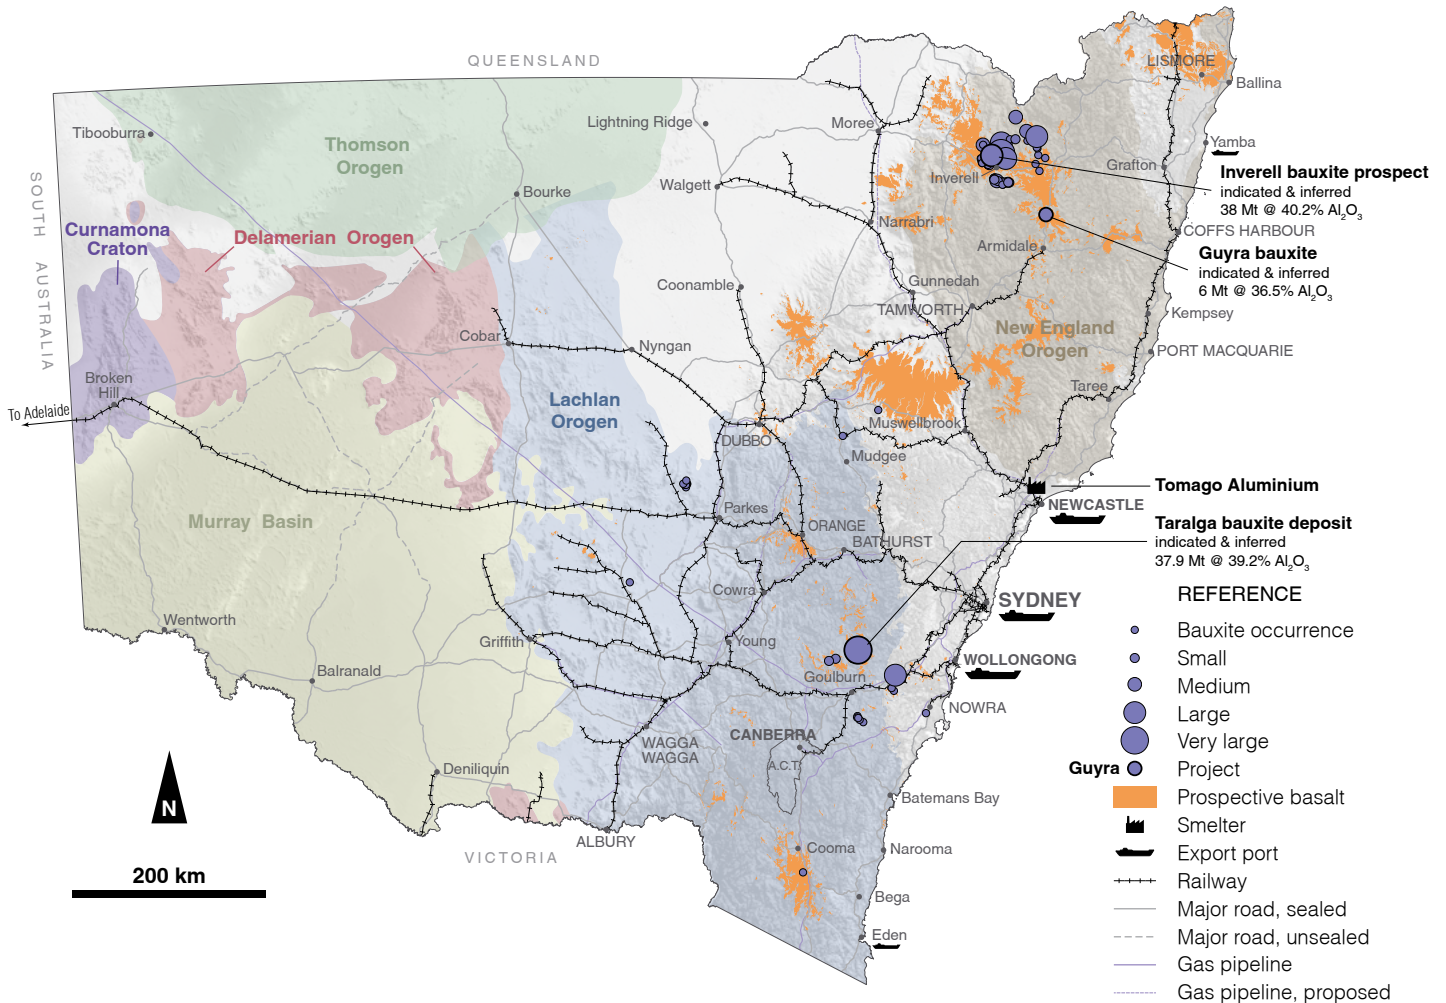 QUEENSLAND
LISMORE
Ballina
Tibooburra
Lightning Ridge
Moree
Thomson
Orogen
Yamba
Grafton
Inverell bauxite prospect
indicated & inferred
38 Mt @ 40.2% Al2O3
SOUTH AUSTRALIA
Bourke
Walgett
Inverell
Curnamona
Craton
Delamerian Orogen
Narrabri
Armidale
COFFS HARBOUR
Guyra bauxite
indicated & inferred
6 Mt @ 36.5% Al2O3
Coonamble
Gunnedah
TAMWORTH
Kempsey
New England
Orogen
Cobar
Nyngan
PORT MACQUARIE
Broken
Hill
Taree
To Adelaide
Lachlan
Orogen
Muswellbrook
DUBBO
Mudgee
Tomago Aluminium
NEWCASTLE
Murray Basin
Parkes
ORANGE
BATHURST
Taralga bauxite deposit
indicated & inferred
37.9 Mt @ 39.2% Al2O3
Cowra
SYDNEY
Wentworth
Griffith
Young
WOLLONGONG
Balranald
Goulburn
NOWRA
WAGGA
WAGGA
CANBERRA
A.C.T.
Deniliquin
Batemans Bay
ALBURY
VICTORIA
Cooma
Narooma
Bega
Eden
N
200 km
REFERENCE
Bauxite occurrence
Small
Medium
Large
Very large
Guyra Project
Prospective basalt
Smelter
Export port
Railway
Major road, sealed
Major road, unsealed
Gas pipeline
Gas pipeline, proposed